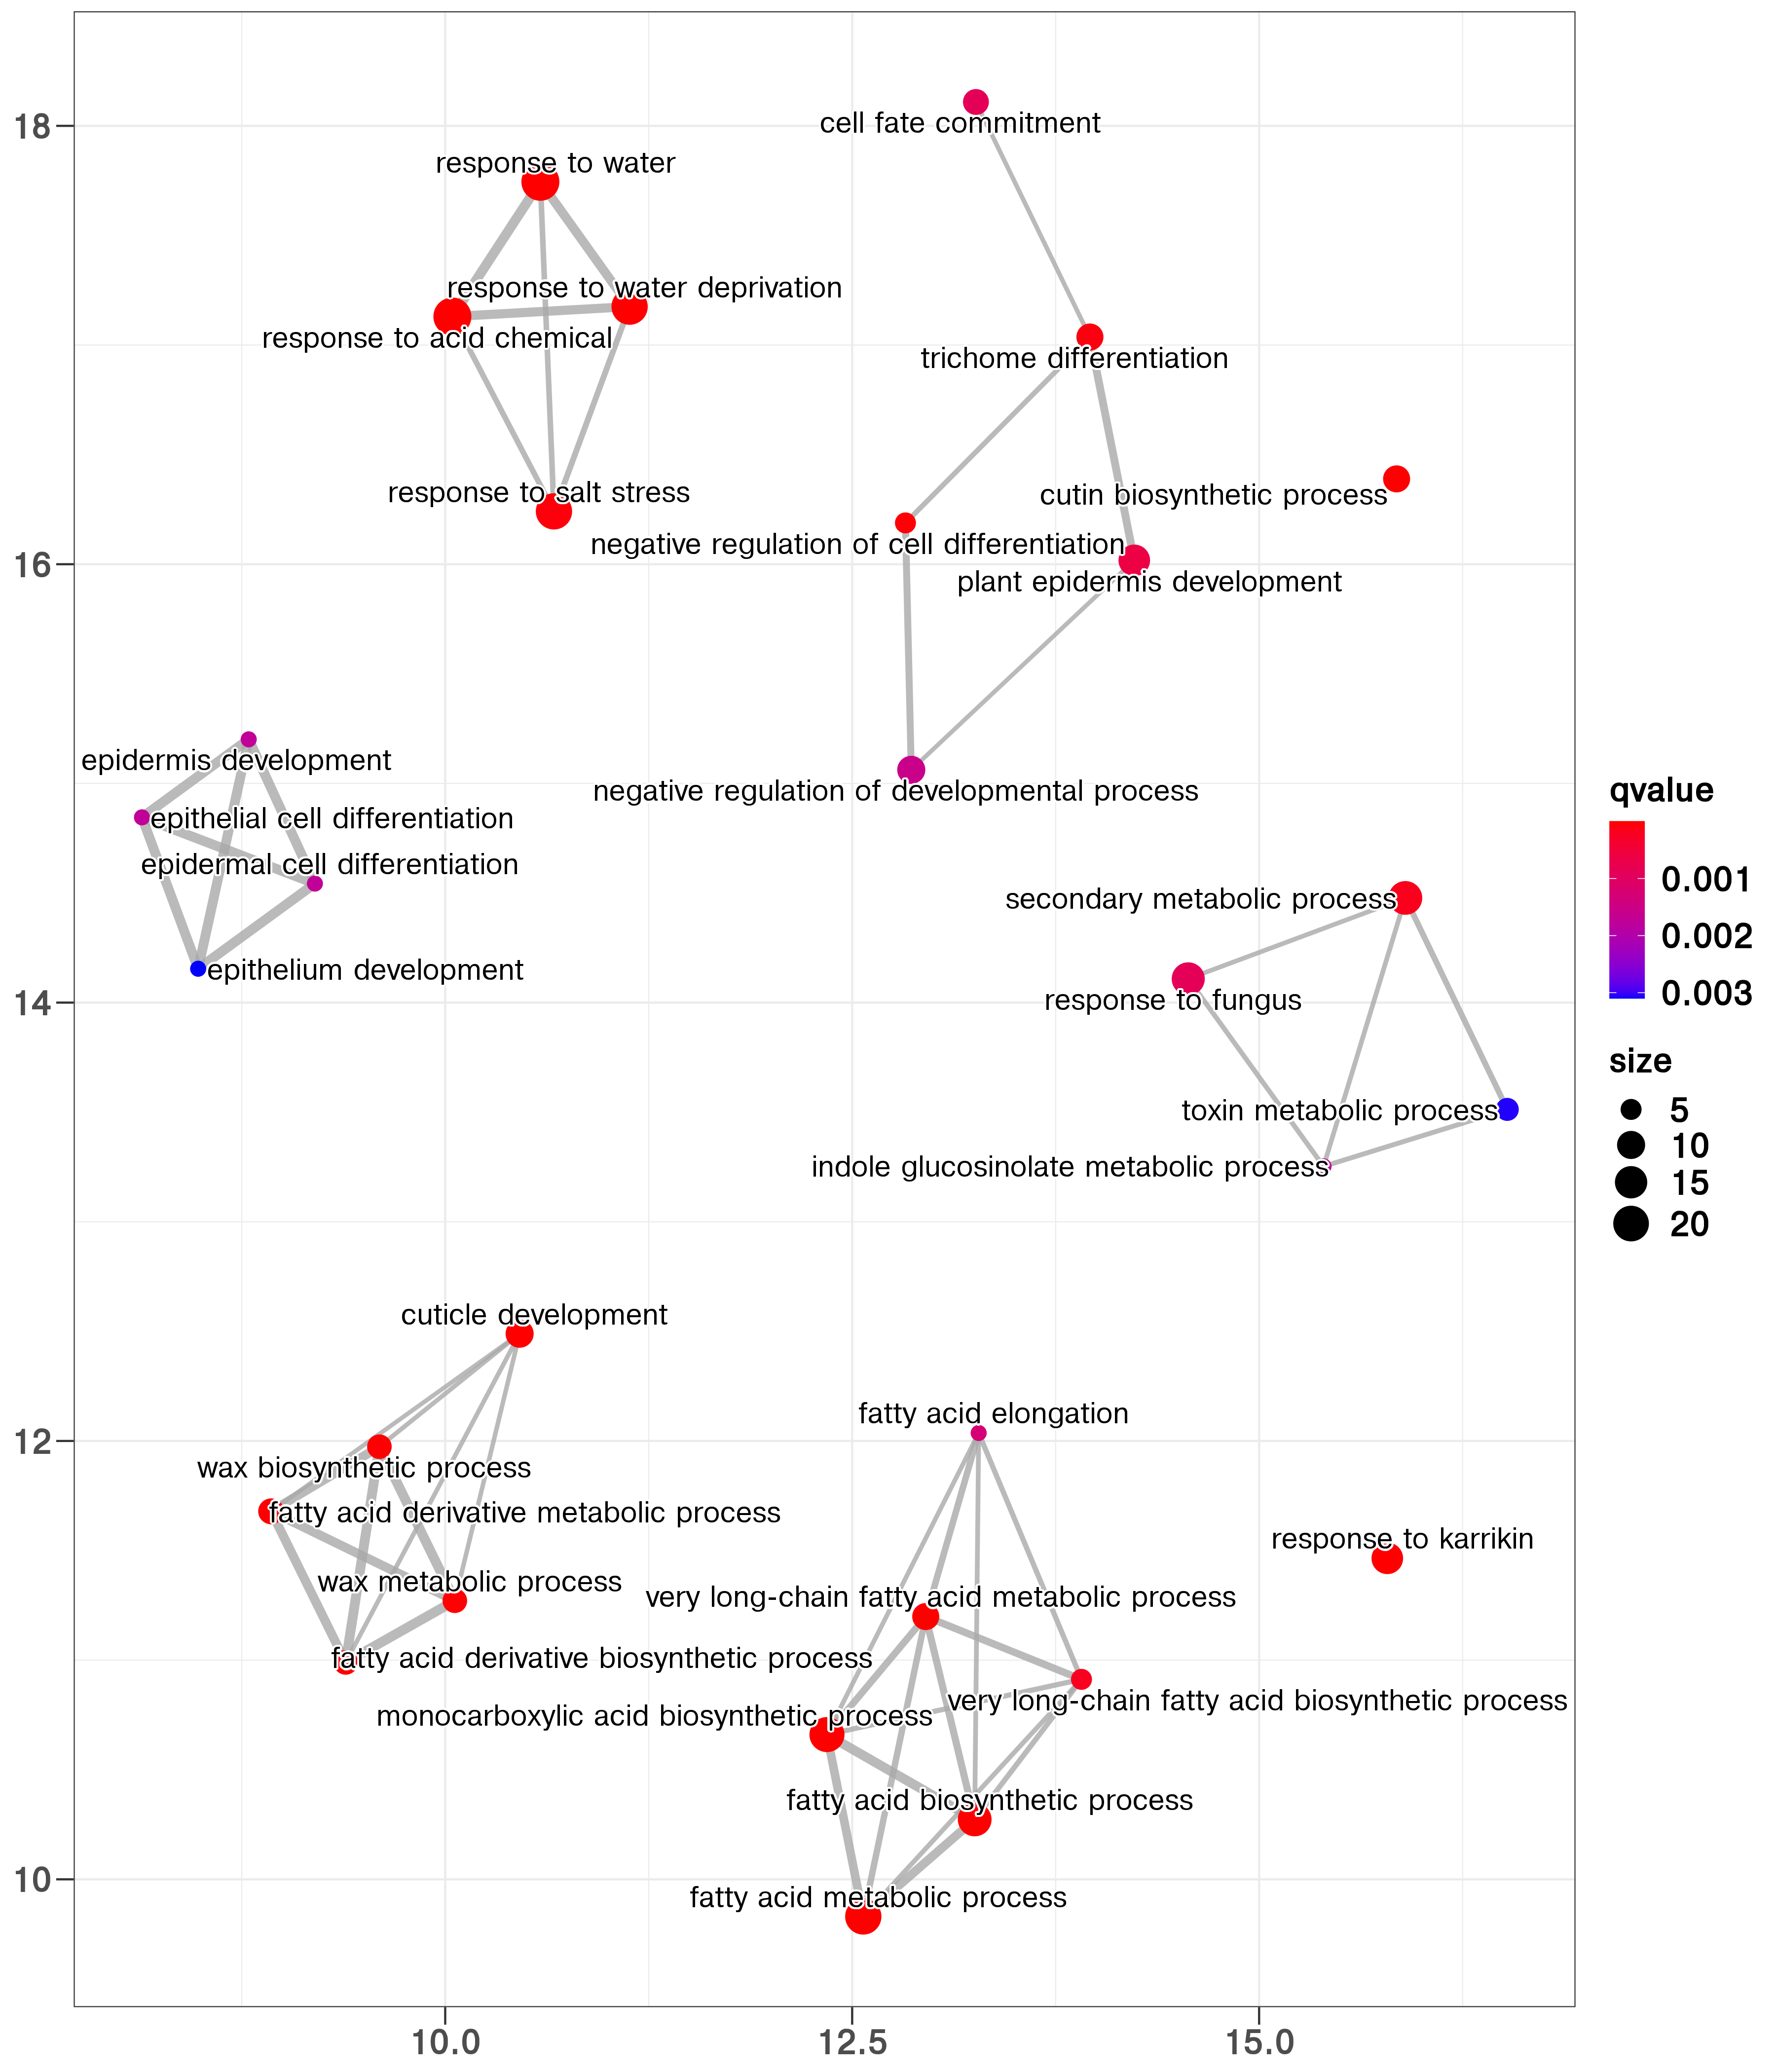 18
16
14
12
10
10.0
12.5
15.0
cell fate commitment
response to water
response to water deprivation
response to acid chemical
trichome differentiation
response to salt stress
cutin biosynthetic process
negative regulation of cell differentiation
plant epidermis development
epidermis development
negative regulation of developmental process
epithelial cell differentiation
epidermal cell differentiation
secondary metabolic process
epithelium development
response to fungus
toxin metabolic process
indole glucosinolate metabolic process
cuticle development
fatty acid elongation
wax biosynthetic process
fatty acid derivative metabolic process
response to karrikin
wax metabolic process
very long-chain fatty acid metabolic process
fatty acid derivative biosynthetic process
very long-chain fatty acid biosynthetic process
monocarboxylic acid biosynthetic process
fatty acid biosynthetic process
fatty acid metabolic process
qvalue
0.001
0.002
0.003
size
5
10
15
20